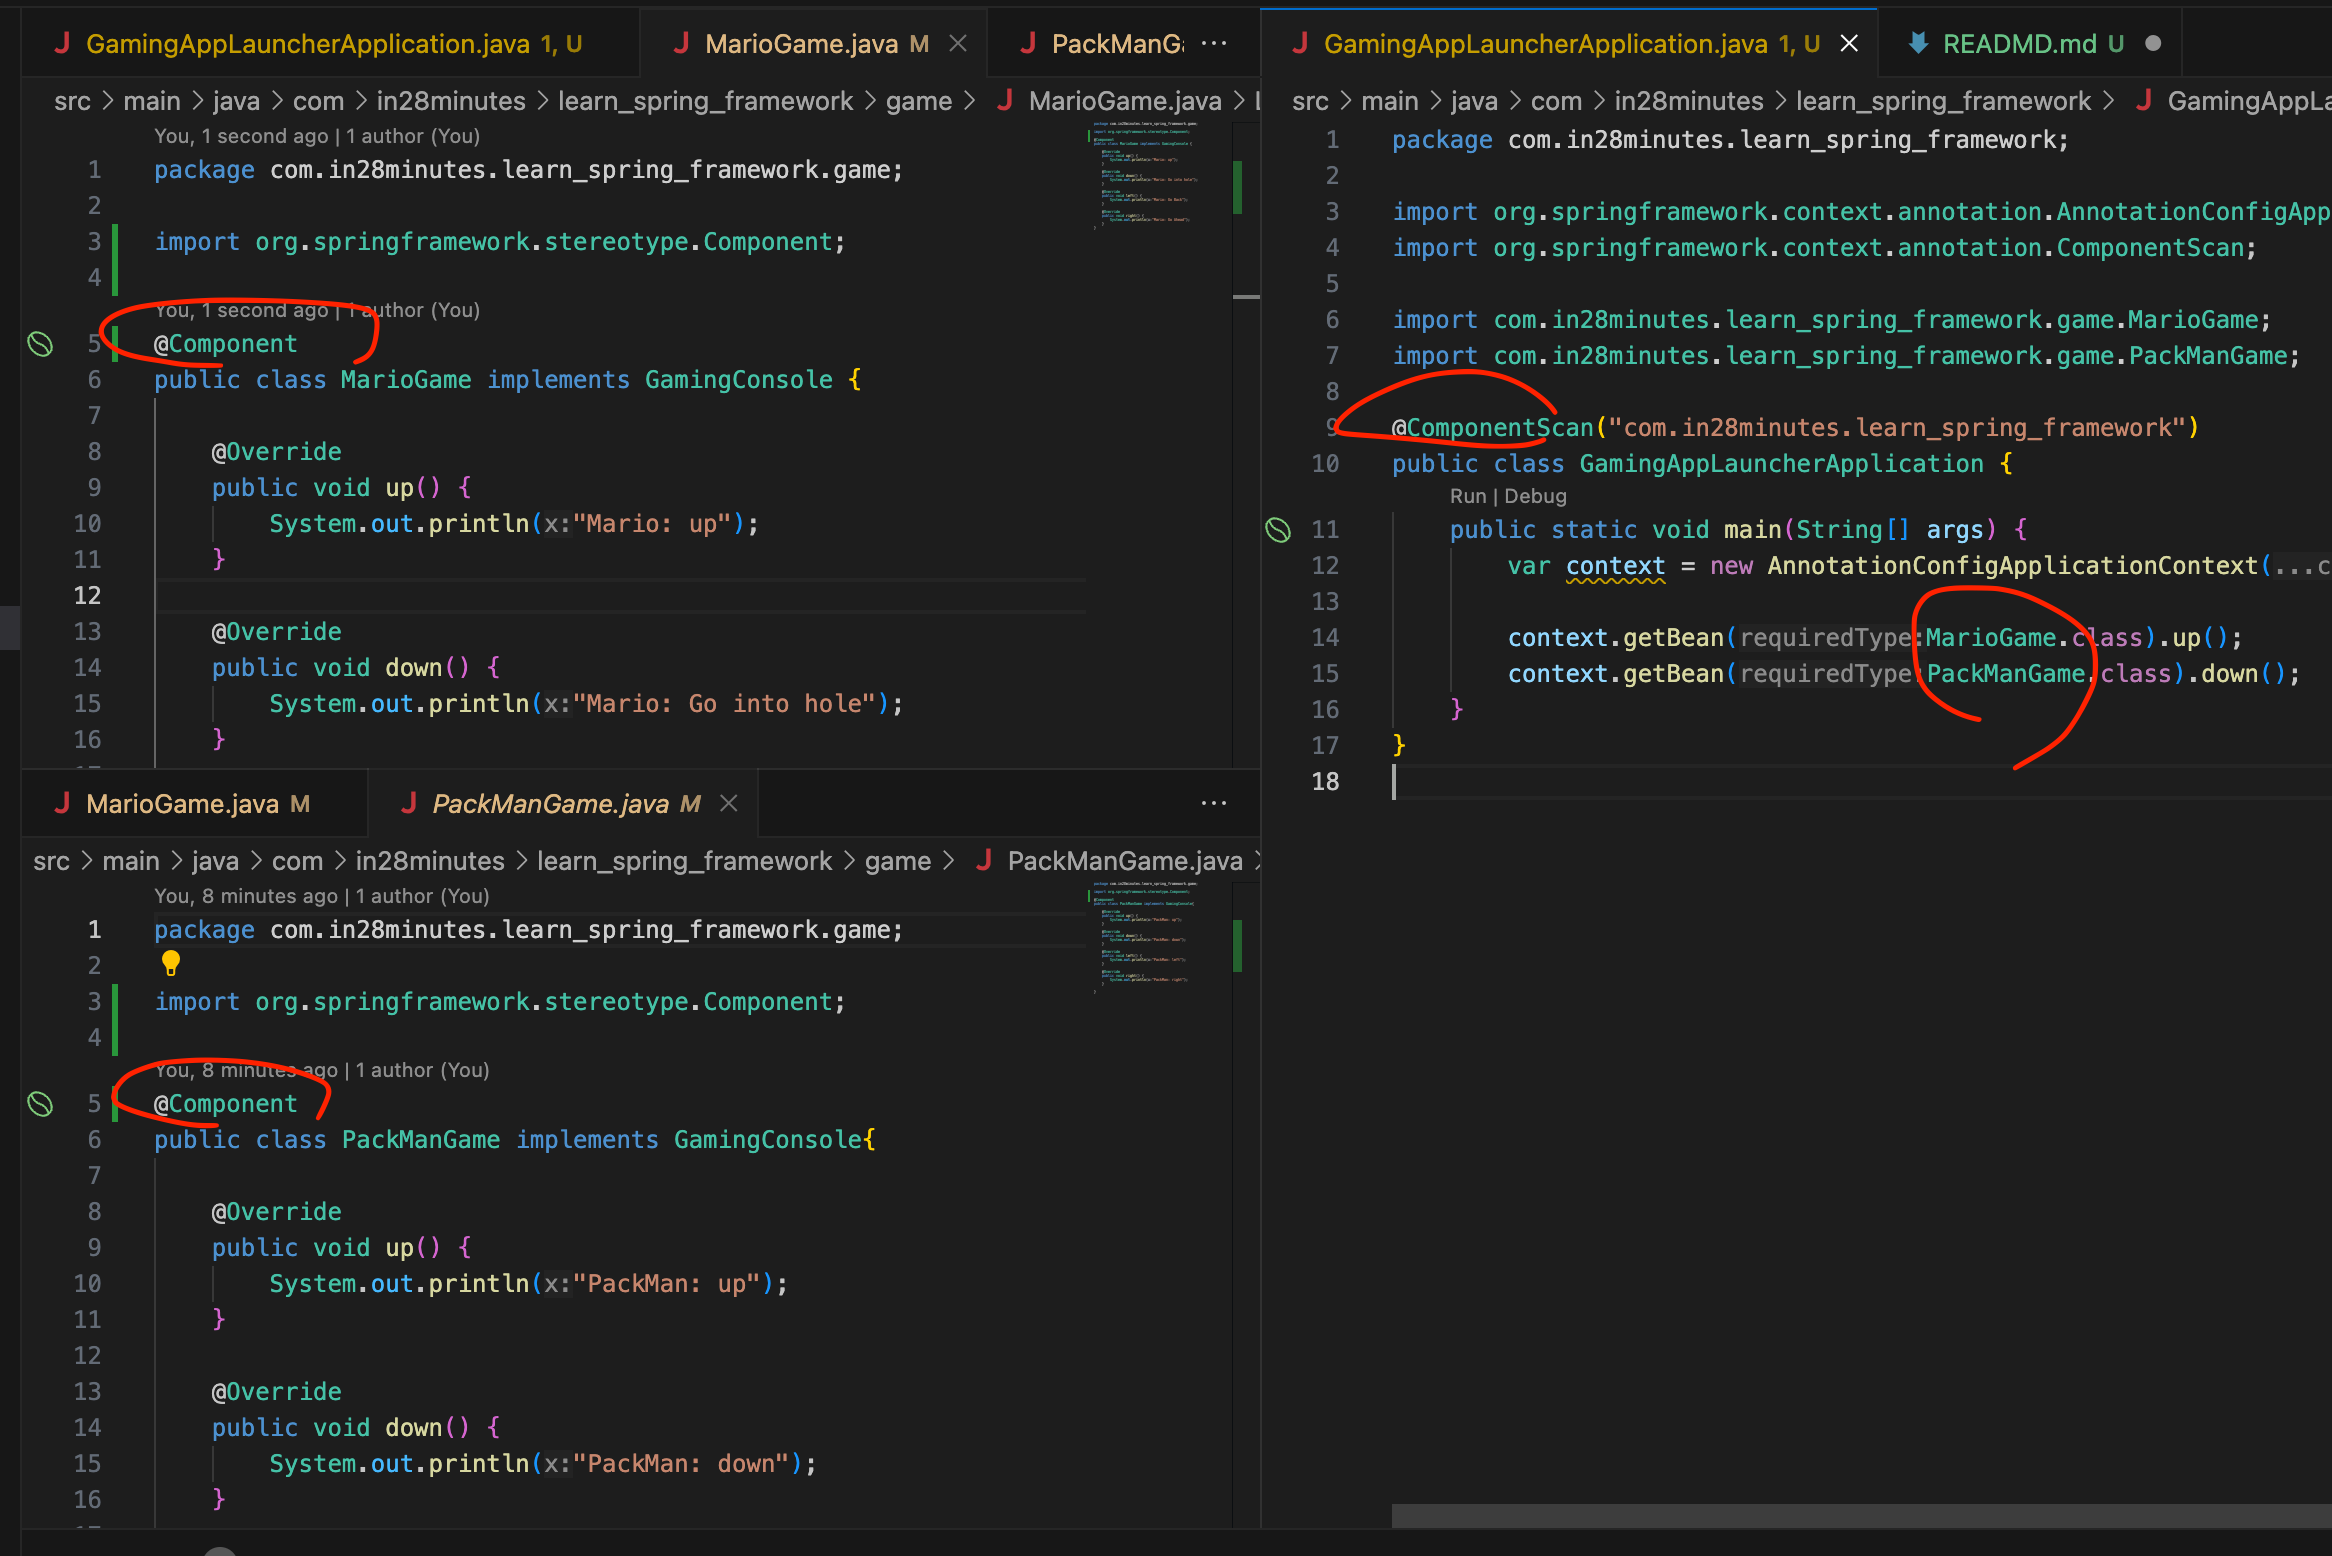 GamingAppLauncherApplication.java 1, U
MarioGame.java M
PackManGa ···
src > main > java > com > in28minutes > learn_spring_framework > game > MarioGame.java >
You, 1 second ago | 1 author (You)
1 package com.in28minutes.learn_spring_framework.game;
2
3 import org.springframework.stereotype.Component;
4
You, 1 second ago | 1 author (You)
5 @Component
6 public class MarioGame implements GamingConsole {
7
8 @Override
9 public void up() {
10 System.out.println(x:"Mario: up");
11 }
12
13 @Override
14 public void down() {
15 System.out.println(x:"Mario: Go into hole");
16 }
MarioGame.java M
PackManGame.java M
···
src > main > java > com > in28minutes > learn_spring_framework > game > PackManGame.java >
You, 8 minutes ago | 1 author (You)
1 package com.in28minutes.learn_spring_framework.game;
2
3 import org.springframework.stereotype.Component;
4
You, 8 minutes ago | 1 author (You)
5 @Component
6 public class PackManGame implements GamingConsole{
7
8 @Override
9 public void up() {
10 System.out.println(x:"PackMan: up");
11 }
12
13 @Override
14 public void down() {
15 System.out.println(x:"PackMan: down");
16 }
GamingAppLauncherApplication.java 1, U
READMD.md U
src > main > java > com > in28minutes > learn_spring_framework > GamingAppLa
1 package com.in28minutes.learn_spring_framework;
2
3 import org.springframework.context.annotation.AnnotationConfigApp
4 import org.springframework.context.annotation.ComponentScan;
5
6 import com.in28minutes.learn_spring_framework.game.MarioGame;
7 import com.in28minutes.learn_spring_framework.game.PackManGame;
8
9 @ComponentScan("com.in28minutes.learn_spring_framework")
10 public class GamingAppLauncherApplication {
Run | Debug
11 public static void main(String[] args) {
12 var context = new AnnotationConfigApplicationContext(...c
13
14 context.getBean(requiredType:MarioGame.class).up();
15 context.getBean(requiredType:PackManGame.class).down();
16 }
17 }
18